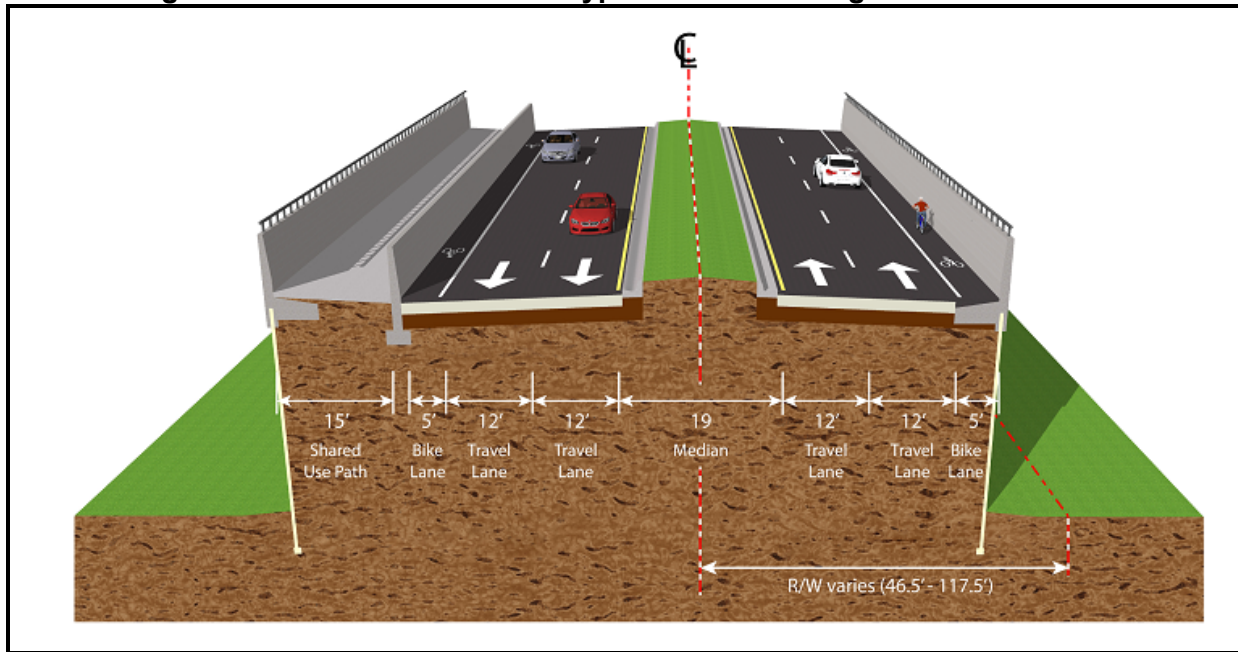 ℄
15' 5' 12' 12' 19 12' 12' 5'
Shared Bike Travel Travel Median Travel Travel Bike
Use Path Lane Lane Lane Lane Lane Lane
R/W varies (46.5' - 117.5')